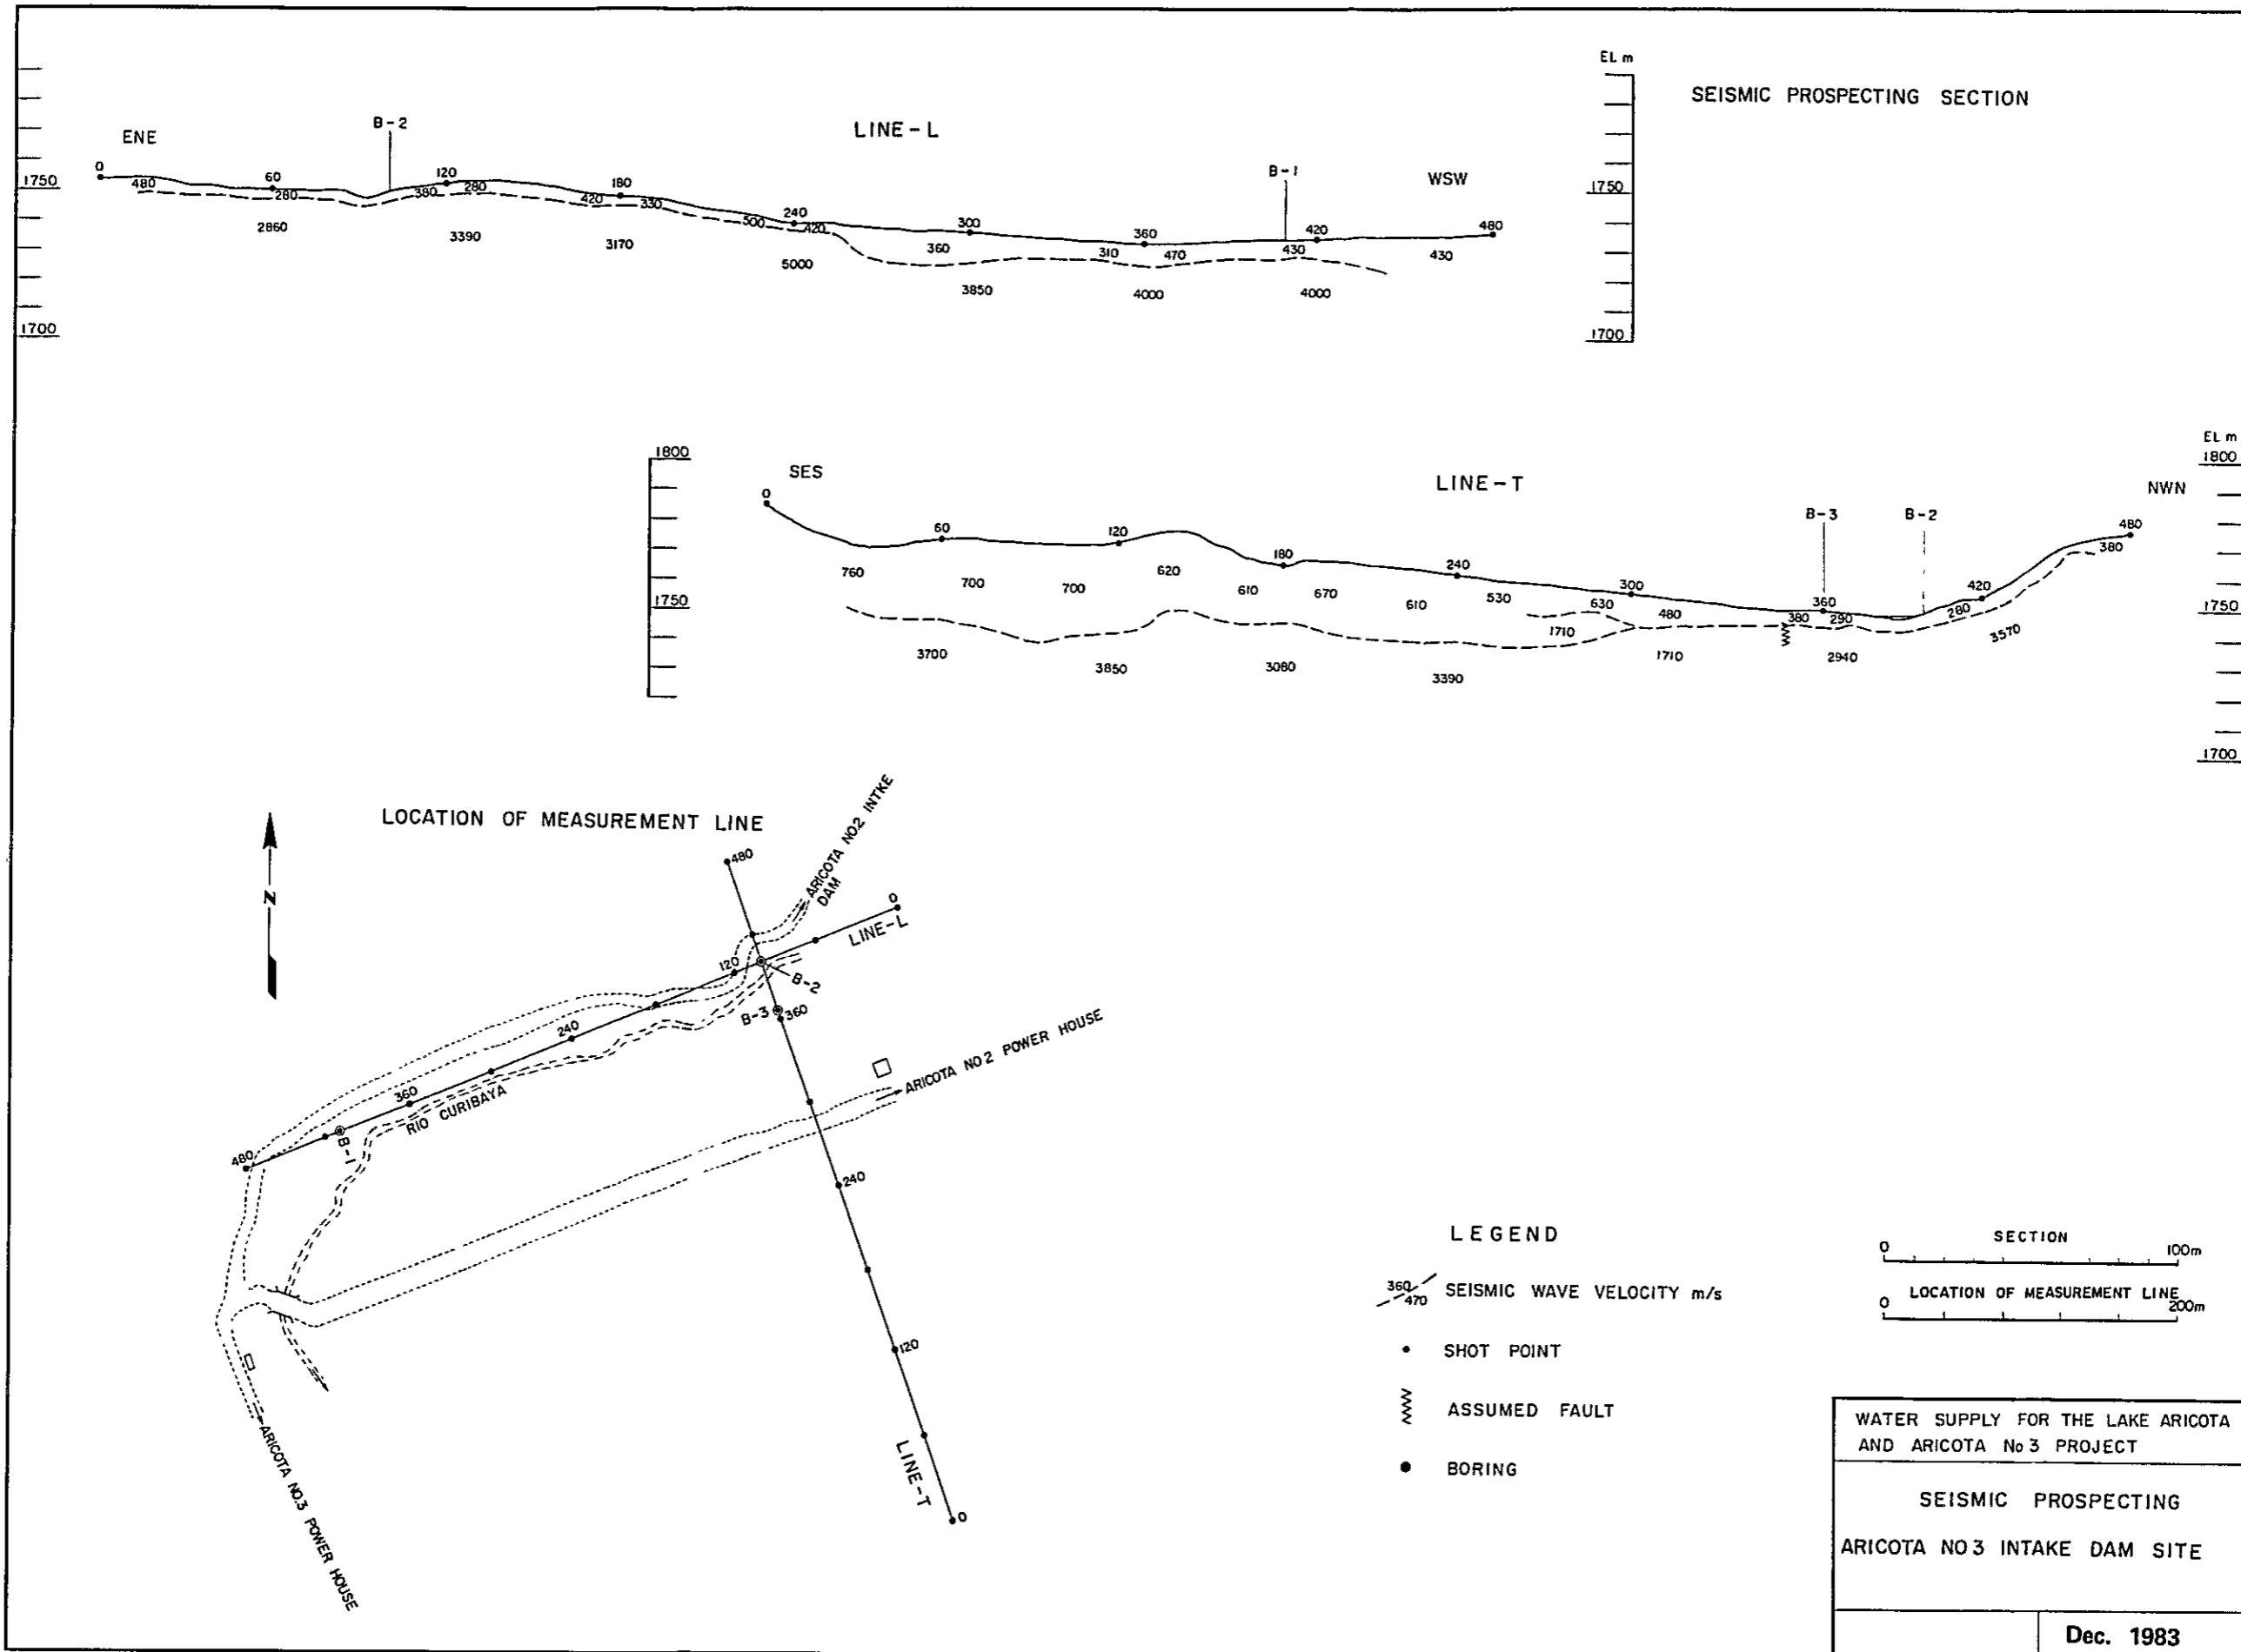 SEISMIC PROSPECTING SECTION
EL m
1750
1700
ENE
B-2
LINE-L
B-1
WSW
0
60
120
180
240
300
360
420
480
480
280
380
280
420
330
500
420
360
310
470
430
430
2860
3390
3170
5000
3850
4000
4000
1750
1700
EL m
1800
1750
1700
1800
1750
SES
LINE-T
B-3
B-2
NWN
0
60
120
180
240
300
360
420
480
760
700
700
620
610
670
610
530
630
480
380
290
280
380
1710
3700
3850
3080
3390
1710
2940
3570
LOCATION OF MEASUREMENT LINE
N
480
ARICOTA NO2 INTKE
DAM
0
LINE-L
120
B-2
B-3
360
240
ARICOTA NO2 POWER HOUSE
360
RIO CURIBAYA
B-1
480
240
120
LINE-T
0
ARICOTA NO.3 POWER HOUSE
LEGEND
360
470
SEISMIC WAVE VELOCITY m/s
SHOT POINT
ASSUMED FAULT
BORING
SECTION
0
100m
LOCATION OF MEASUREMENT LINE
0
200m
WATER SUPPLY FOR THE LAKE ARICOTA
AND ARICOTA No 3 PROJECT
SEISMIC PROSPECTING
ARICOTA NO 3 INTAKE DAM SITE
Dec. 1983